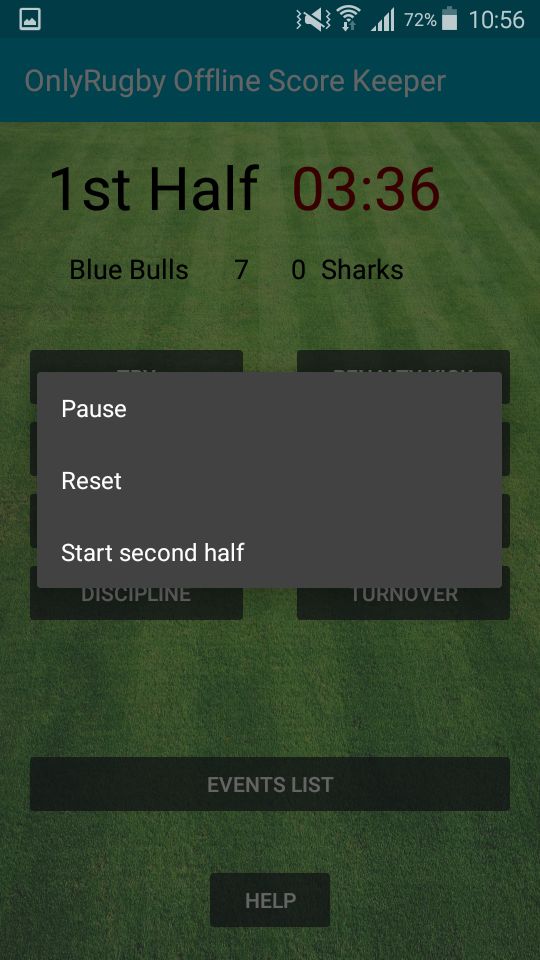 72% 10:56
OnlyRugby Offline Score Keeper
1st Half 03:36
Blue Bulls 7 0 Sharks
Pause
Reset
Start second half
DISCIPLINE TURNOVER
EVENTS LIST
HELP